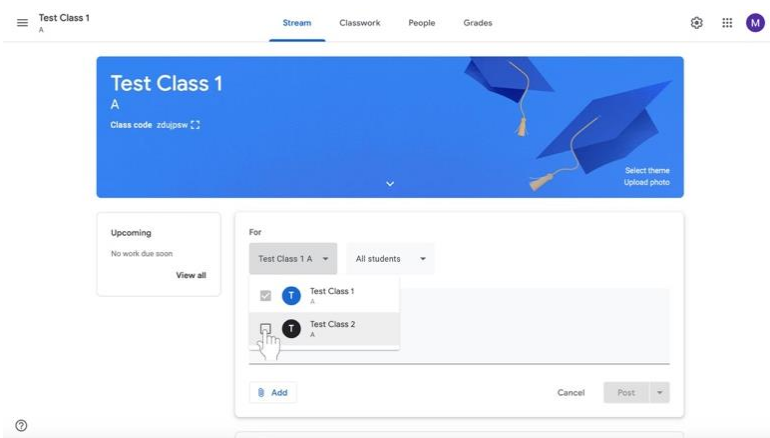 Test Class 1
A
Stream
Classwork
People
Grades
M
Test Class 1
A
Class code zdujpsw
Select theme
Upload photo
Upcoming
No work due soon
View all
For
Test Class 1 A
All students
T
Test Class 1
A
T
Test Class 2
A
Add
Cancel
Post
?